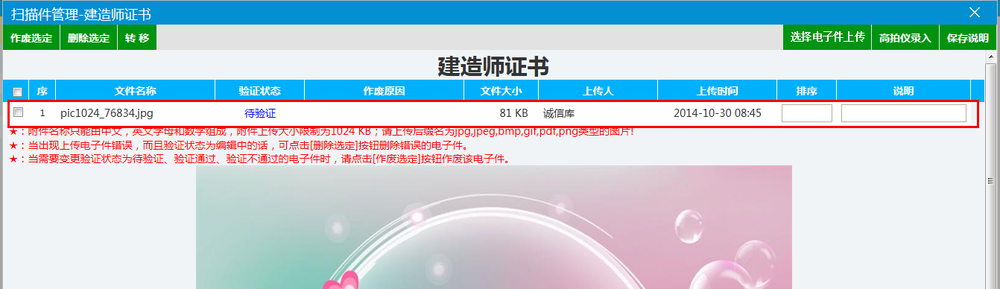 扫描件管理-建造师证书
作废选定 删除选定 转 移 选择电子件上传 高拍仪录入 保存说明
建造师证书
序 文件名称 验证状态 作废原因 文件大小 上传人 上传时间 排序 说明
1 pic1024_76834.jpg 待验证 81 KB 诚信库 2014-10-30 08:45
★：附件名称只能由中文，英文字母和数字组成，附件上传大小限制为1024 KB；请上传后缀名为jpg,jpeg,bmp,gif,pdf,png类型的图片!
★：当出现上传电子件错误，而且验证状态为编辑中的话，可点击[删除选定]按钮删除错误的电子件。
★：当需要变更验证状态为待验证、验证通过、验证不通过的电子件时，请点击[作废选定]按钮作废该电子件。